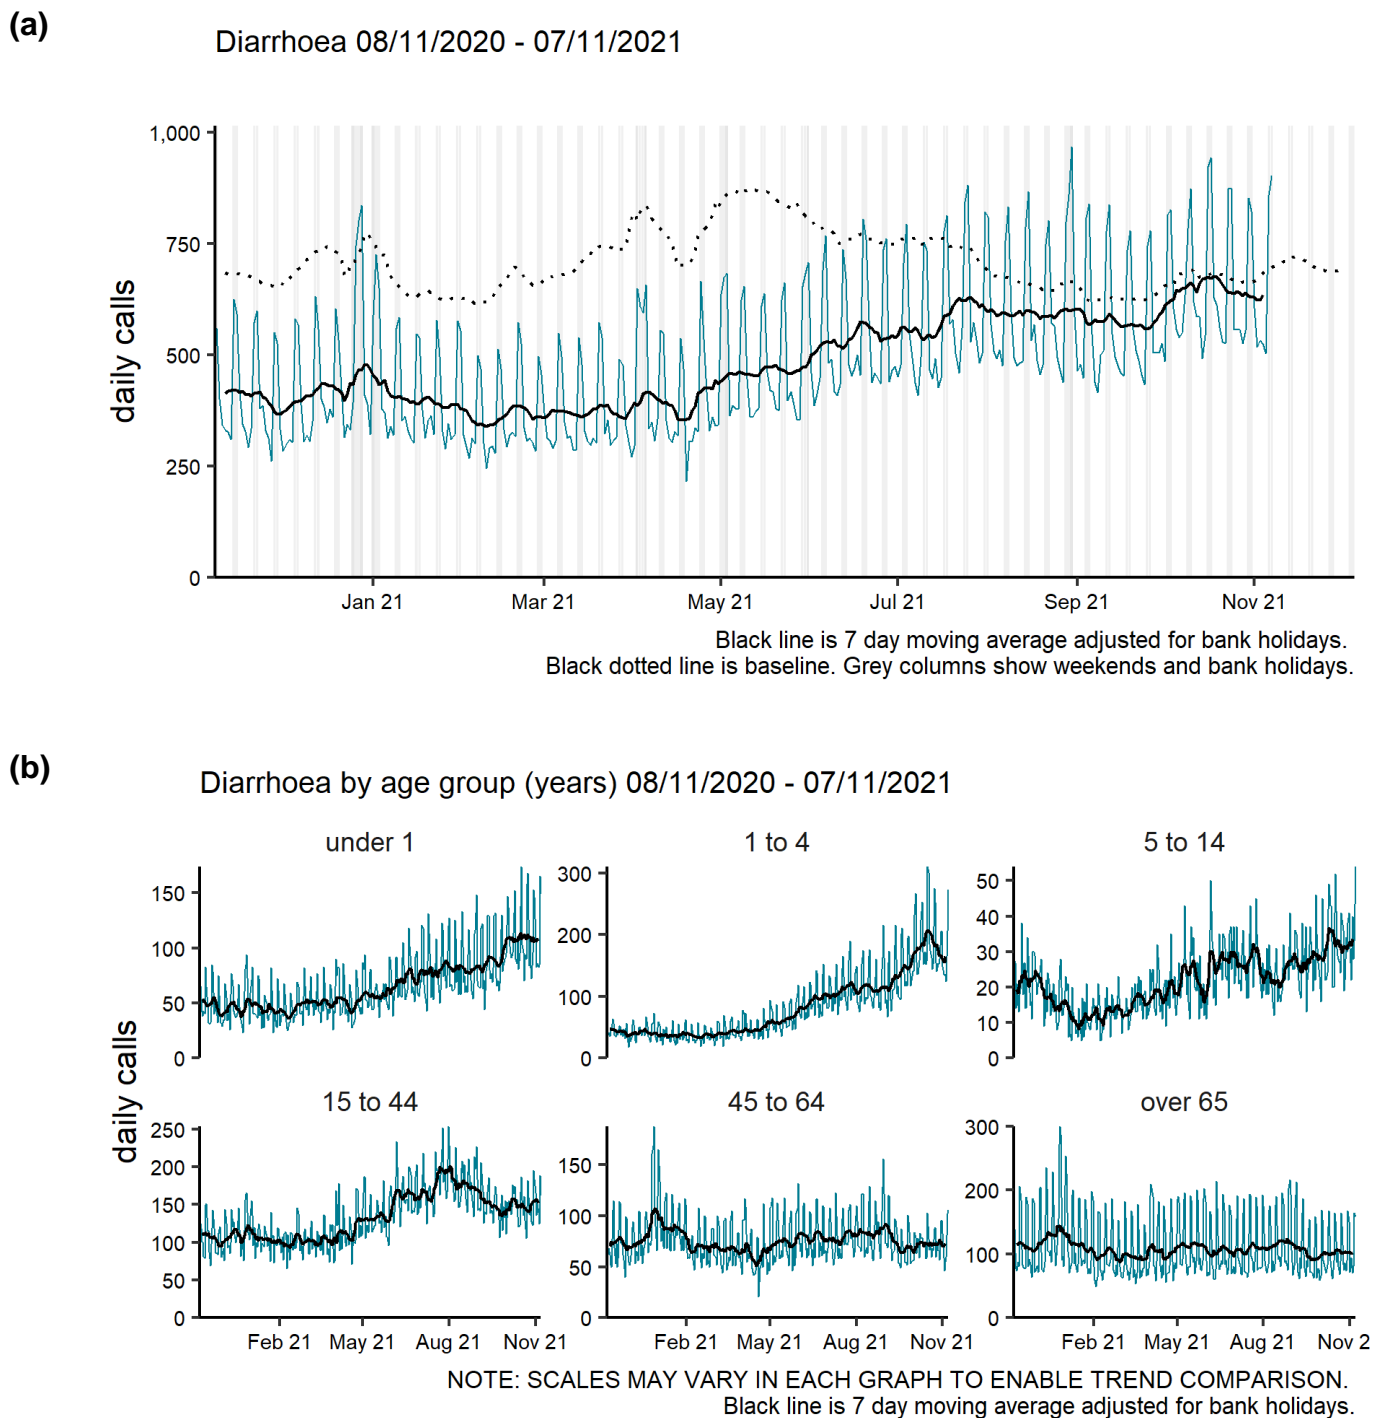 (a)
Diarrhoea 08/11/2020 - 07/11/2021
1,000
750
500
250
0
daily calls
Jan 21 Mar 21 May 21 Jul 21 Sep 21 Nov 21
Black line is 7 day moving average adjusted for bank holidays.
Black dotted line is baseline. Grey columns show weekends and bank holidays.
(b)
Diarrhoea by age group (years) 08/11/2020 - 07/11/2021
under 1 1 to 4 5 to 14
150
100
50
0
300
200
100
0
50
40
30
20
10
0
daily calls
15 to 44 45 to 64 over 65
250
200
150
100
50
0
150
100
50
0
300
200
100
0
Feb 21 May 21 Aug 21 Nov 21 Feb 21 May 21 Aug 21 Nov 21 Feb 21 May 21 Aug 21 Nov 2
NOTE: SCALES MAY VARY IN EACH GRAPH TO ENABLE TREND COMPARISON.
Black line is 7 day moving average adjusted for bank holidays.